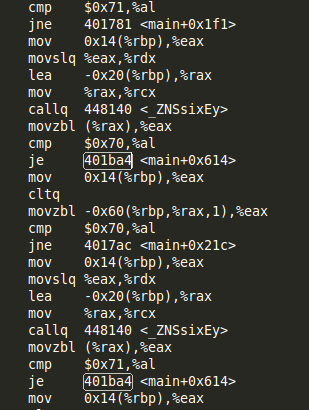 cmp $0x71,%al
jne 401781 <main+0x1f1>
mov 0x14(%rbp),%eax
movslq %eax,%rdx
lea -0x20(%rbp),%rax
mov %rax,%rcx
callq 448140 <_ZNSsixEy>
movzbl (%rax),%eax
cmp $0x70,%al
je 401ba4 <main+0x614>
mov 0x14(%rbp),%eax
cltq
movzbl -0x60(%rbp,%rax,1),%eax
cmp $0x70,%al
jne 4017ac <main+0x21c>
mov 0x14(%rbp),%eax
movslq %eax,%rdx
lea -0x20(%rbp),%rax
mov %rax,%rcx
callq 448140 <_ZNSsixEy>
movzbl (%rax),%eax
cmp $0x71,%al
je 401ba4 <main+0x614>
mov 0x14(%rbp),%eax